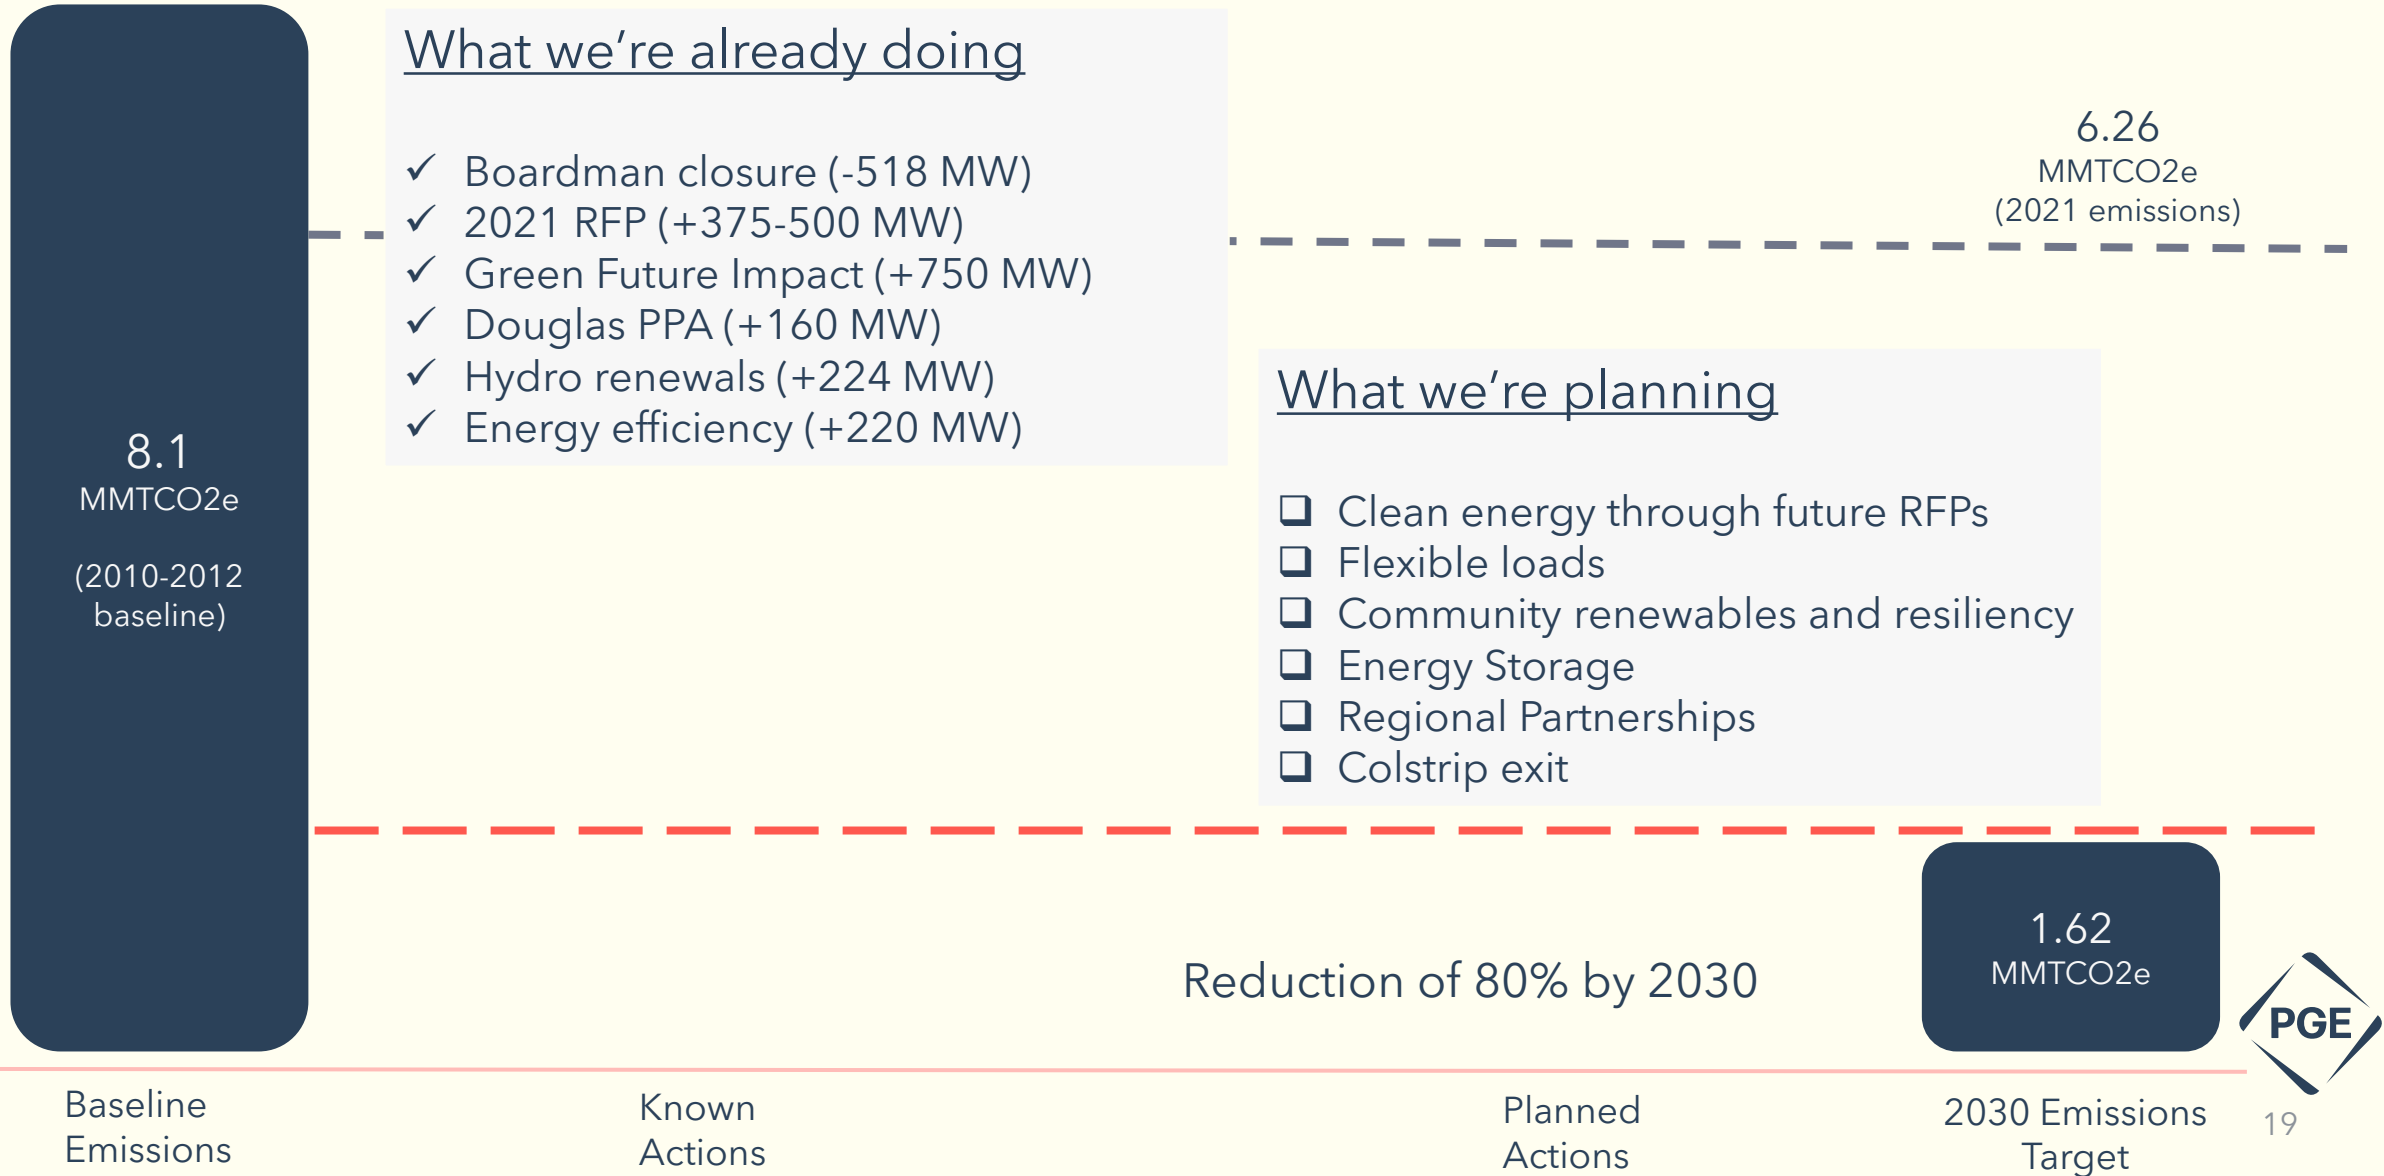 What we're already doing
✓ Boardman closure (-518 MW)
✓ 2021 RFP (+375-500 MW)
✓ Green Future Impact (+750 MW)
✓ Douglas PPA (+160 MW)
✓ Hydro renewals (+224 MW)
✓ Energy efficiency (+220 MW)
6.26
MMTCO2e
(2021 emissions)
8.1
MMTCO2e
(2010-2012
baseline)
What we're planning
❑ Clean energy through future RFPs
❑ Flexible loads
❑ Community renewables and resiliency
❑ Energy Storage
❑ Regional Partnerships
❑ Colstrip exit
Reduction of 80% by 2030
1.62
MMTCO2e
PGE
Baseline
Emissions
Known
Actions
Planned
Actions
2030 Emissions
Target
19